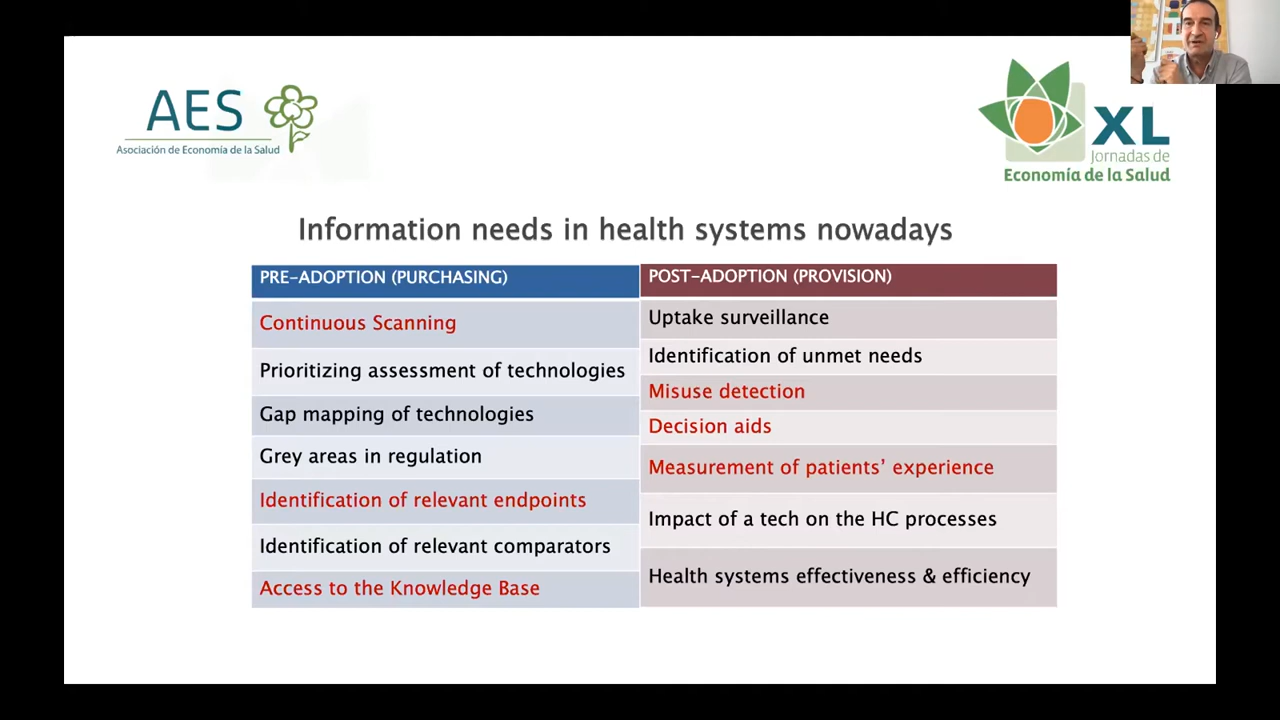 AES
Asociación de Economía de la Salud
XL
Jornadas de
Economía de la Salud
Information needs in health systems nowadays
PRE-ADOPTION (PURCHASING)
Continuous Scanning
Prioritizing assessment of technologies
Gap mapping of technologies
Grey areas in regulation
Identification of relevant endpoints
Identification of relevant comparators
Access to the Knowledge Base
POST-ADOPTION (PROVISION)
Uptake surveillance
Identification of unmet needs
Misuse detection
Decision aids
Measurement of patients’ experience
Impact of a tech on the HC processes
Health systems effectiveness & efficiency